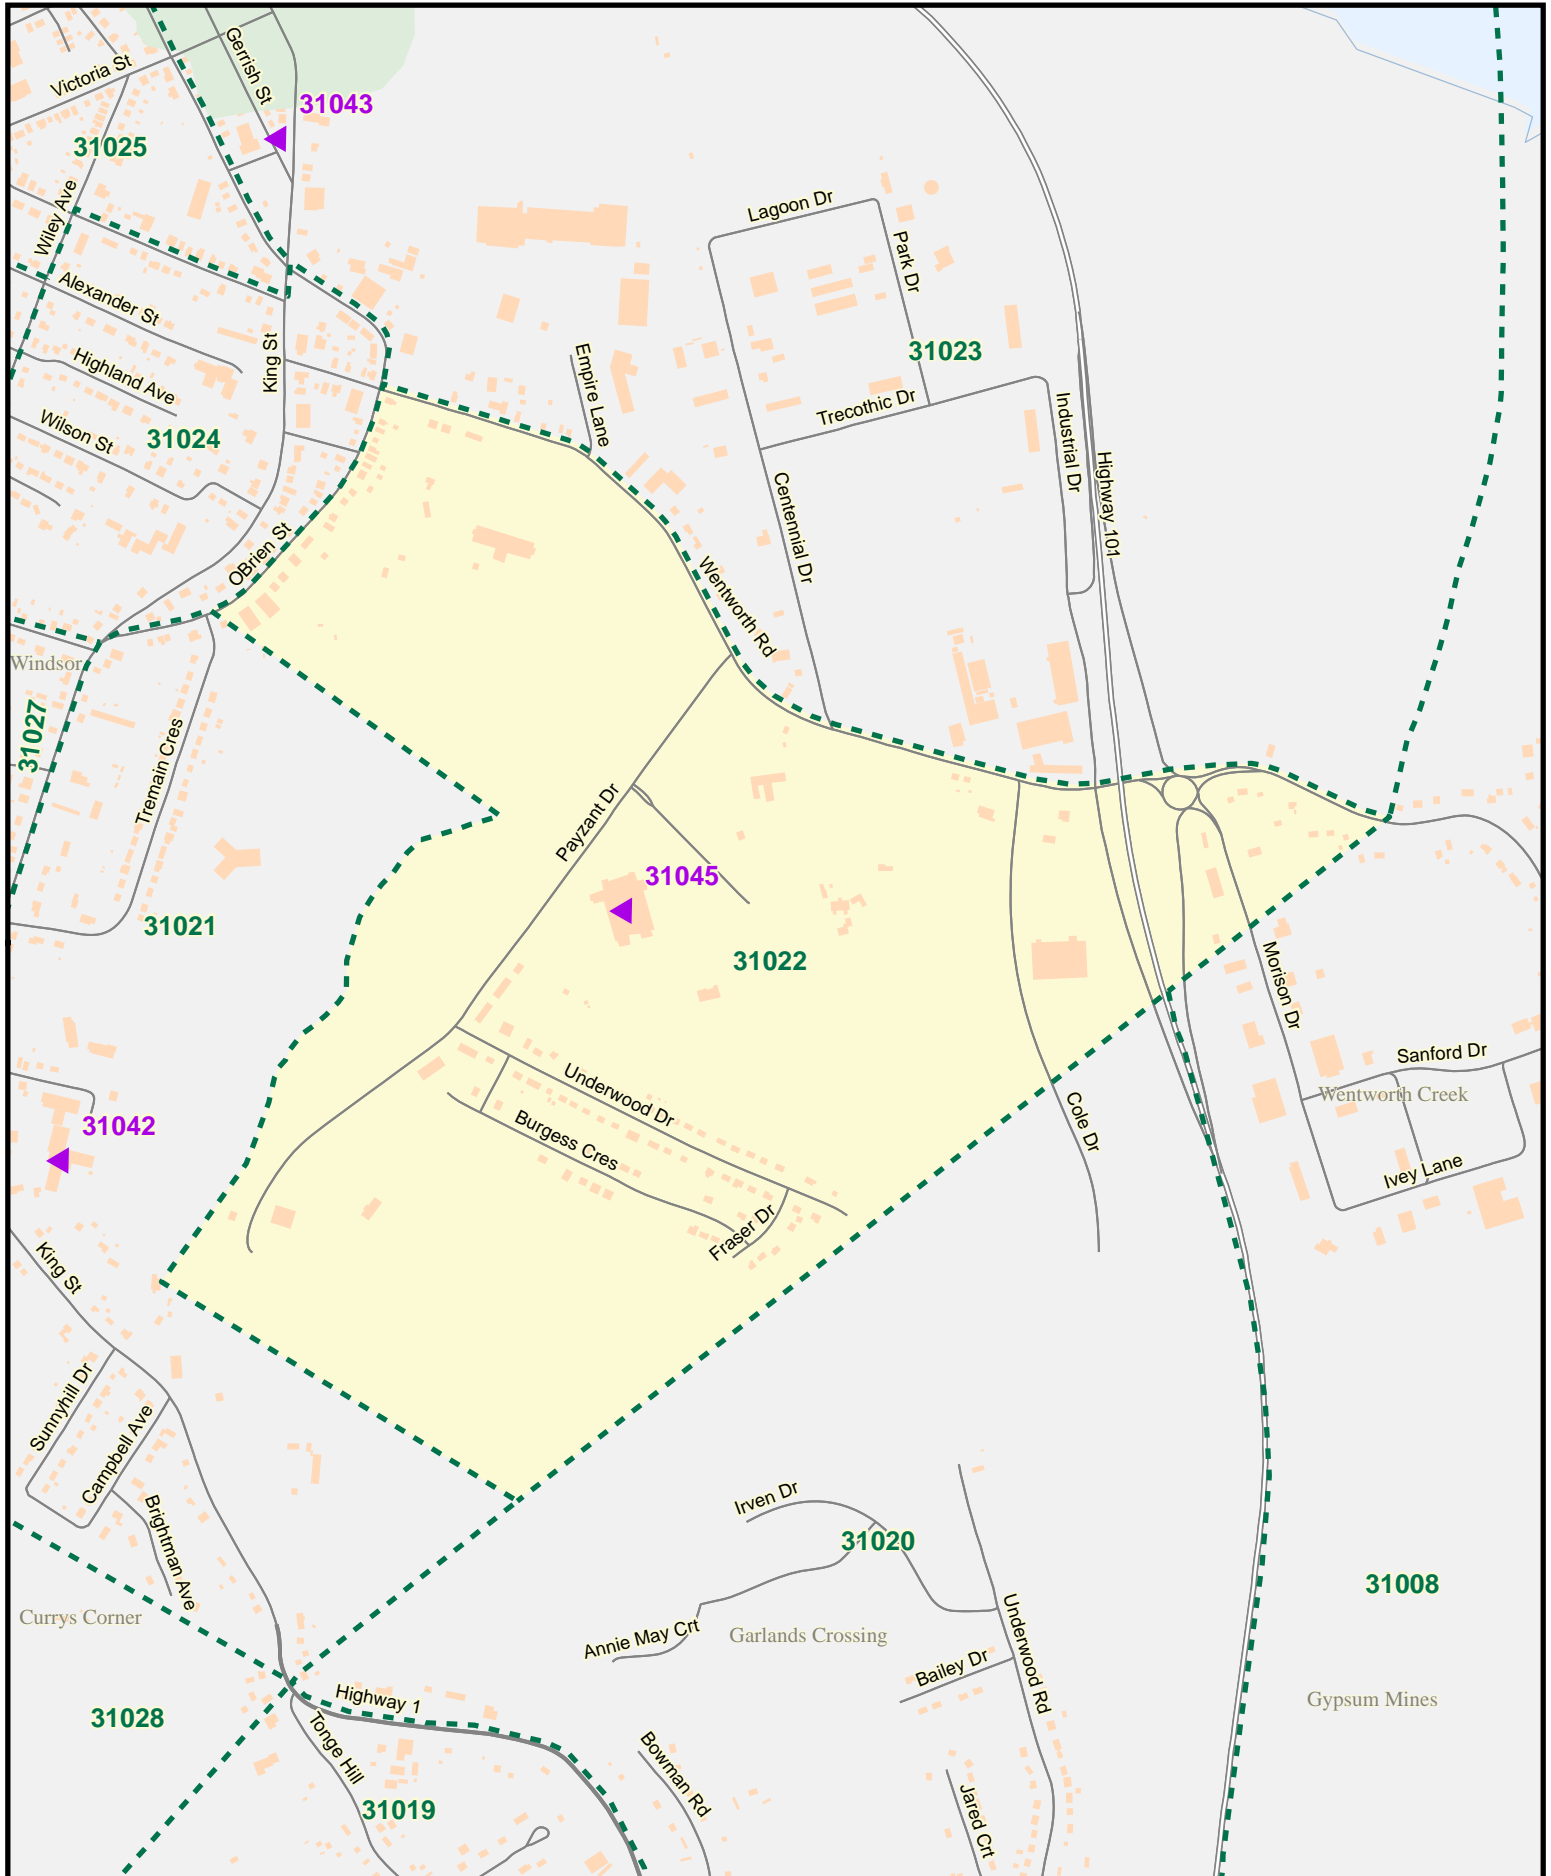 Gerrish St
Victoria St
31043
31025
Wiley Ave
Lagoon Dr
Park Dr
Alexander St
King St
Highland Ave
Empire Lane
31023
Trecothic Dr
Industrial Dr
Wilson St
31024
Highway 101
Centennial Dr
OBrien St
Wentworth Rd
Windsor
31027
Tremain Cres
Payzant Dr
31045
31021
31022
Morison Dr
Sanford Dr
Underwood Dr
Wentworth Creek
Cole Dr
31042
Burgess Cres
Ivey Lane
Fraser Dr
King St
Sunnyhill Dr
Campbell Ave
Brightman Ave
Irven Dr
31020
31008
Currys Corner
Annie May Crt
Garlands Crossing
Underwood Rd
Bailey Dr
Highway 1
Gypsum Mines
31028
Tonge Hill
Bowman Rd
31019
Jared Crt